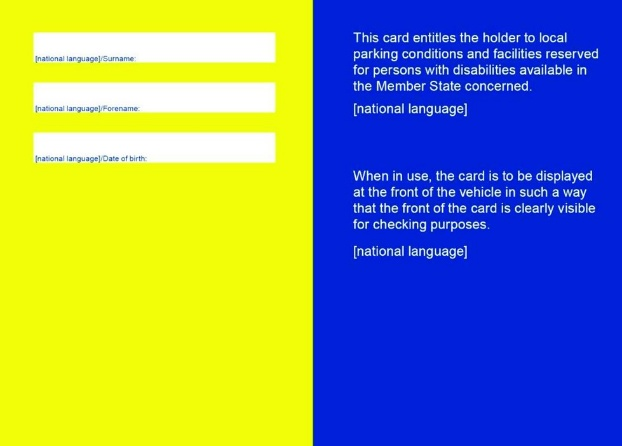 [national language]/Surname:
[national language]/Forename:
[national language]/Date of birth:
This card entitles the holder to local
parking conditions and facilities reserved
for persons with disabilities available in
the Member State concerned.
[national language]
When in use, the card is to be displayed
at the front of the vehicle in such a way
that the front of the card is clearly visible
for checking purposes.
[national language]